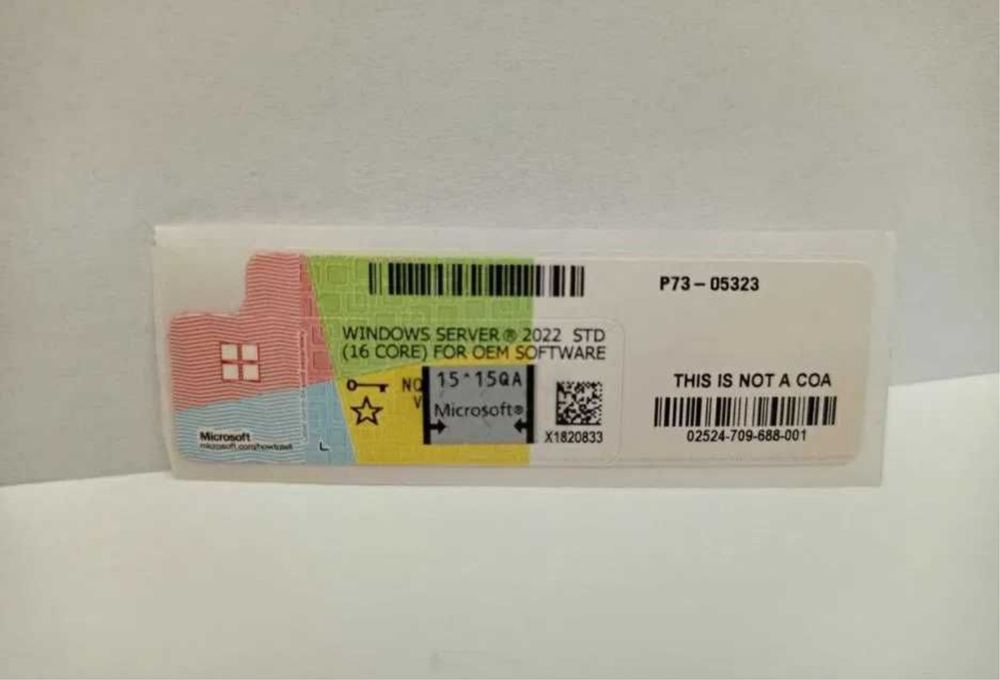 P73-05323
WINDOWS SERVER® 2022 STD
(16 CORE) FOR OEM SOFTWARE
15^15QA
Microsoft®
X1820833
THIS IS NOT A COA
02524-709-688-001
Microsoft
microsoft.com/howtotell
L